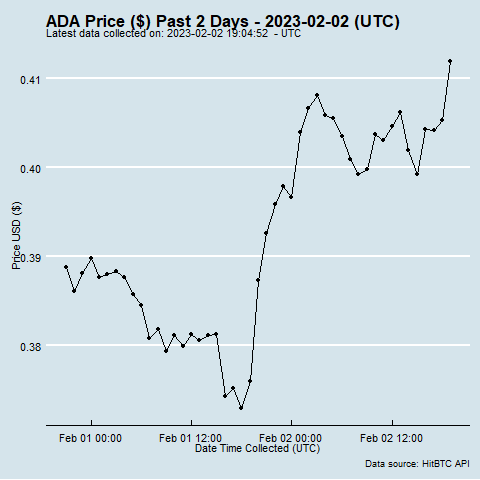 ADA Price ($) Past 2 Days - 2023-02-02 (UTC)
Latest data collected on: 2023-02-02 19:04:52 - UTC
0.41
0.40
Price USD ($)
0.39
0.38
Feb 01 00:00 Feb 01 12:00 Feb 02 00:00 Feb 02 12:00
Date Time Collected (UTC)
Data source: HitBTC API